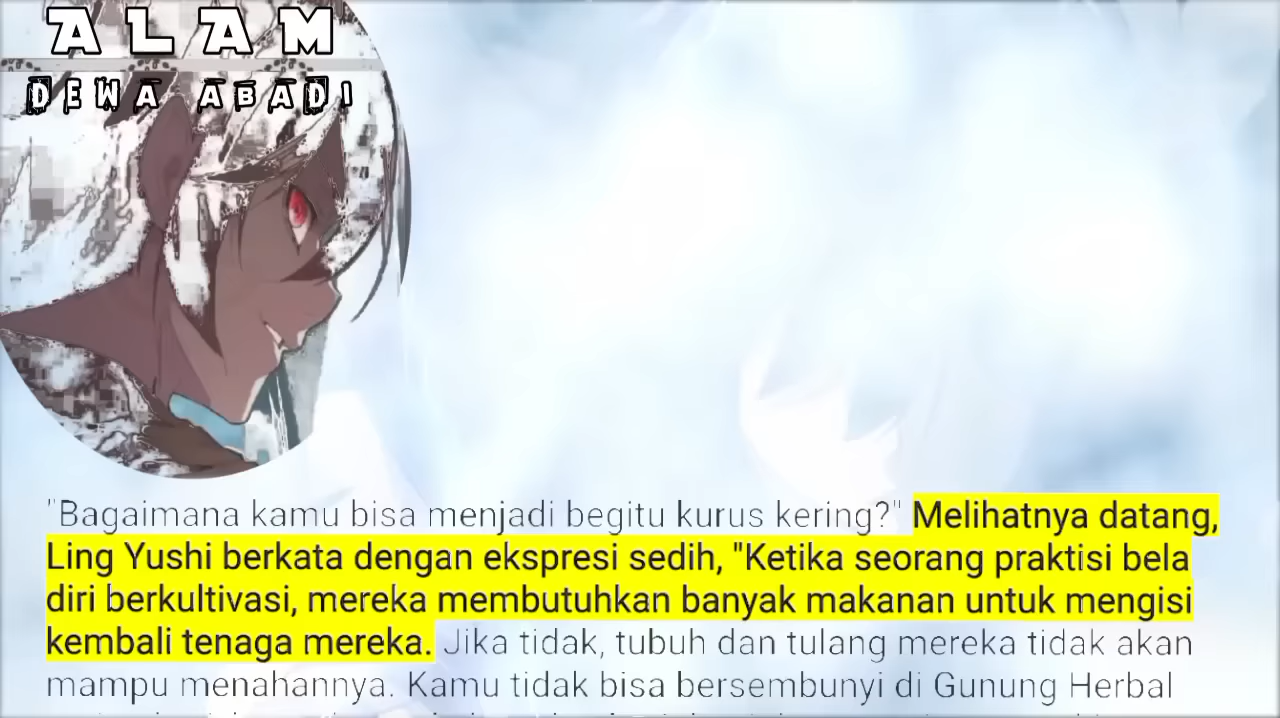 ALAM
DEWA ABADI
"Bagaimana kamu bisa menjadi begitu kurus kering?" Melihatnya datang,
Ling Yushi berkata dengan ekspresi sedih, "Ketika seorang praktisi bela
diri berkultivasi, mereka membutuhkan banyak makanan untuk mengisi
kembali tenaga mereka. Jika tidak, tubuh dan tulang mereka tidak akan
mampu menahannya. Kamu tidak bisa bersembunyi di Gunung Herbal